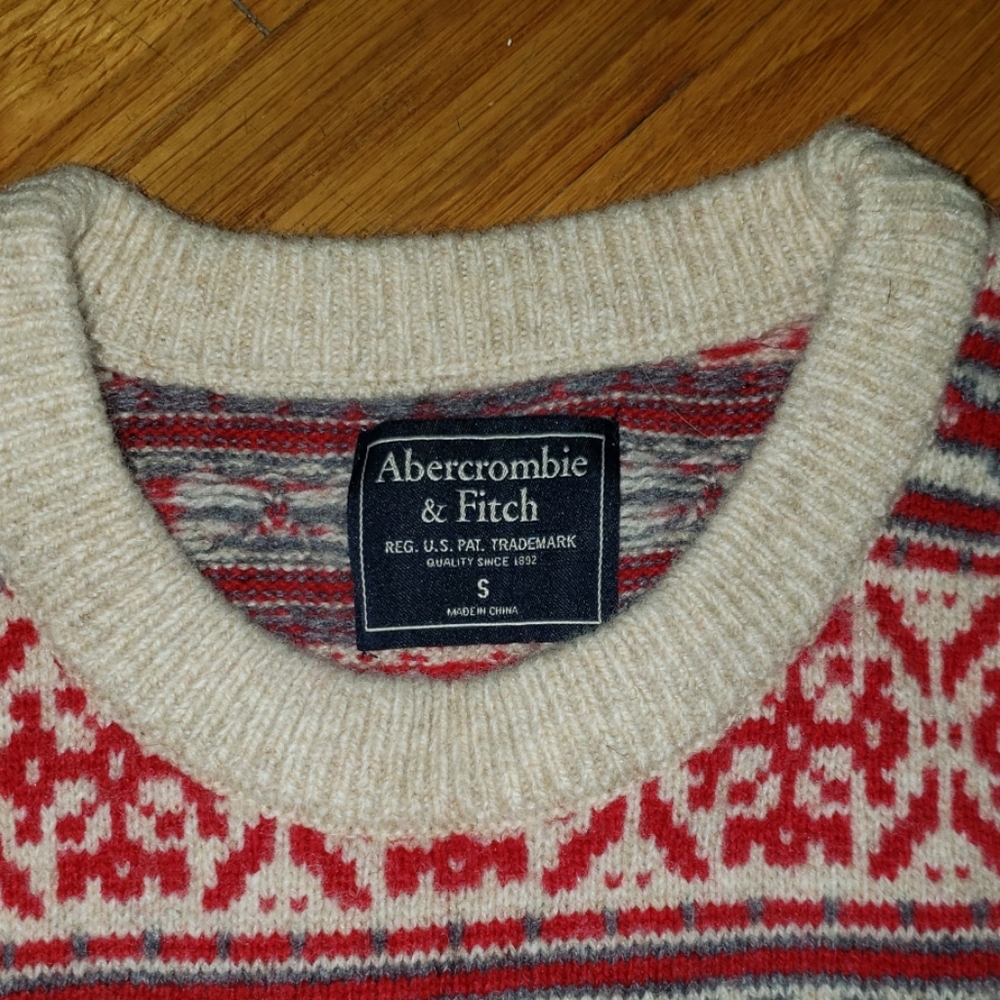 Abercrombie
& Fitch
REG. U.S. PAT. TRADEMARK
QUALITY SINCE 1892
S
MADE IN CHINA